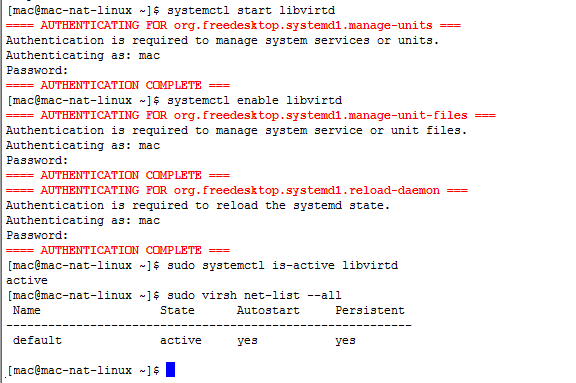 [mac@mac-nat-linux ~]$ systemctl start libvirtd
==== AUTHENTICATING FOR org.freedesktop.systemd1.manage-units ===
Authentication is required to manage system services or units.
Authenticating as: mac
Password:
==== AUTHENTICATION COMPLETE ===
[mac@mac-nat-linux ~]$ systemctl enable libvirtd
==== AUTHENTICATING FOR org.freedesktop.systemd1.manage-unit-files ===
Authentication is required to manage system service or unit files.
Authenticating as: mac
Password:
==== AUTHENTICATION COMPLETE ===
==== AUTHENTICATING FOR org.freedesktop.systemd1.reload-daemon ===
Authentication is required to reload the systemd state.
Authenticating as: mac
Password:
==== AUTHENTICATION COMPLETE ===
[mac@mac-nat-linux ~]$ sudo systemctl is-active libvirtd
active
[mac@mac-nat-linux ~]$ sudo virsh net-list --all
 Name                 State      Autostart     Persistent
----------------------------------------------------------
 default              active     yes           yes
[mac@mac-nat-linux ~]$